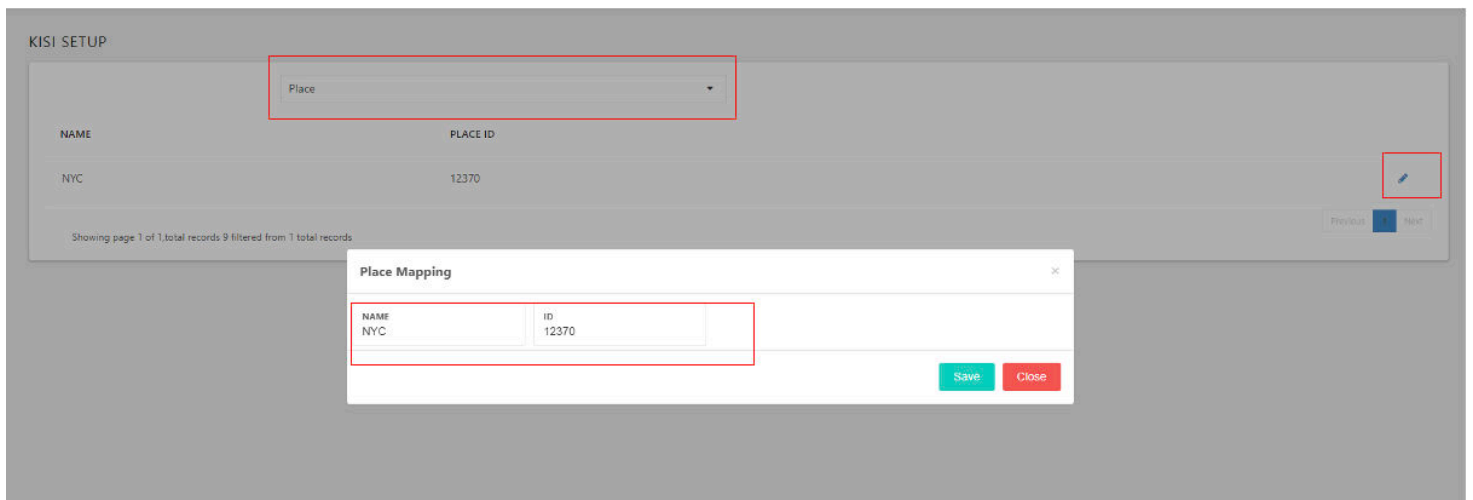 KISI SETUP
Place
NAME PLACE ID
NYC 12370
Previous 1 Next
Showing page 1 of 1,total records 9 filtered from 1 total records
Place Mapping ×
NAME ID
NYC 12370
Save Close